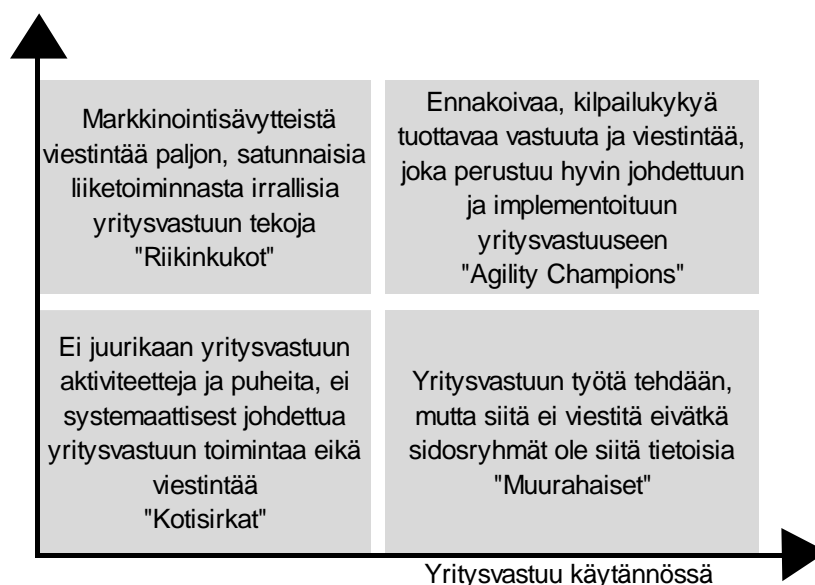 Markkinointisävytteistä
viestintää paljon, satunnaisia
liiketoiminnasta irrallisia
yritysvastuun tekoja
"Riikinkukot"
Ennakoivaa, kilpailukykyä
tuottavaa vastuuta ja viestintää,
joka perustuu hyvin johdettuun
ja implementoituun
yritysvastuuseen
"Agility Champions"
Ei juurikaan yritysvastuun
aktiviteetteja ja puheita, ei
systemaattisest johdettua
yritysvastuun toimintaa eikä
viestintää
"Kotisirkat"
Yritysvastuun työtä tehdään,
mutta siitä ei viestitä eivätkä
sidosryhmät ole siitä tietoisia
"Muurahaiset"
Yritysvastuu käytännössä